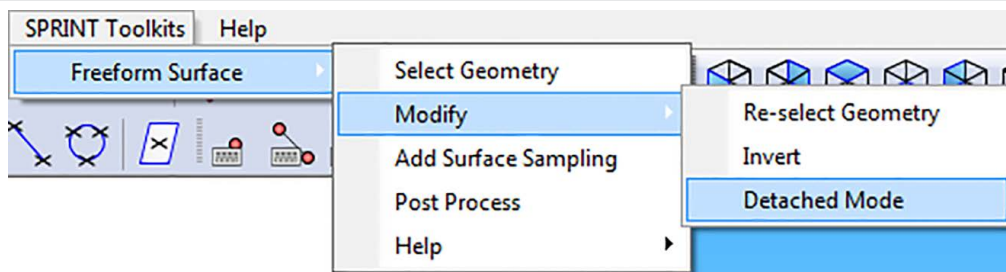 SPRINT Toolkits Help
Freeform Surface
Select Geometry
Modify
Add Surface Sampling
Post Process
Help
Re-select Geometry
Invert
Detached Mode